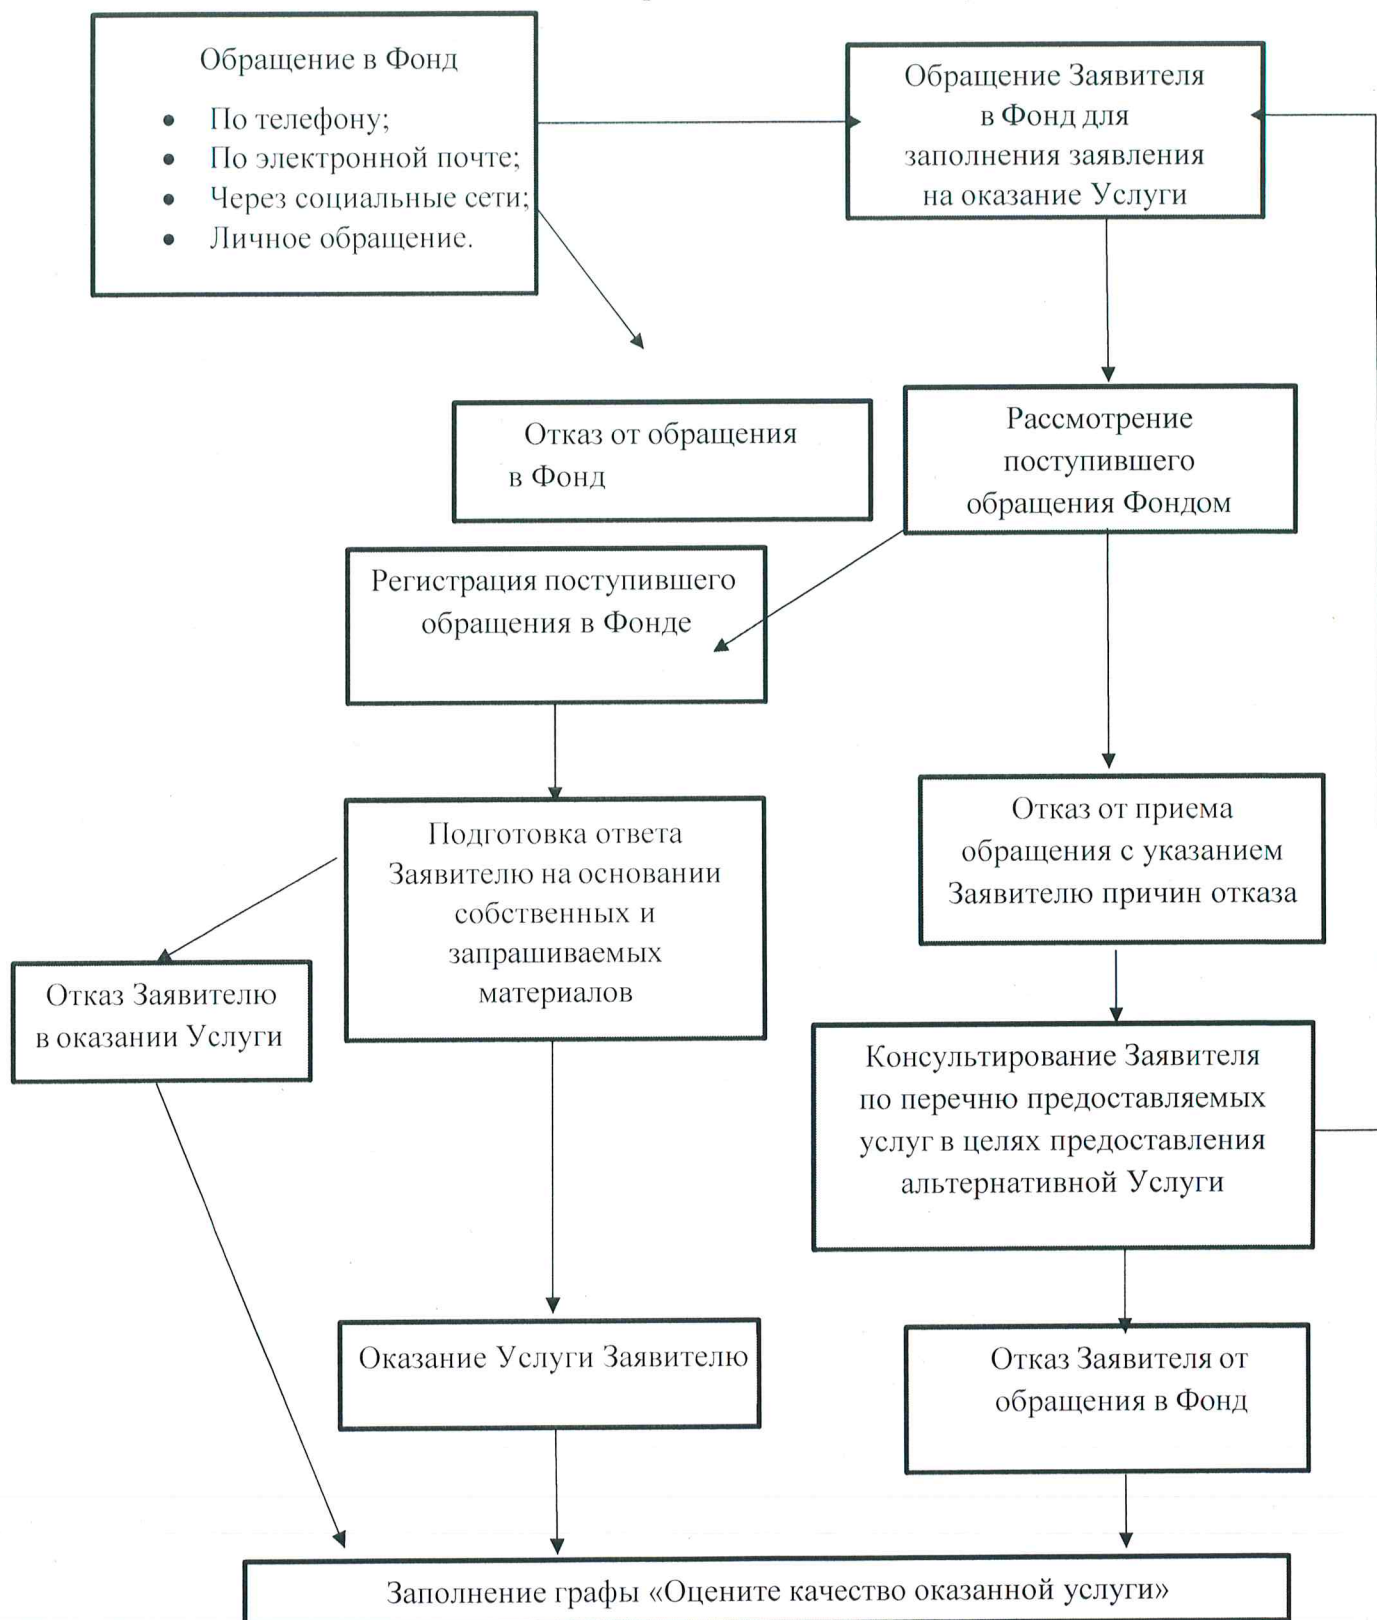 Обращение в Фонд
• По телефону;
• По электронной почте;
• Через социальные сети;
• Личное обращение.
Обращение Заявителя
в Фонд для
заполнения заявления
на оказание Услуги
Отказ от обращения
в Фонд
Рассмотрение
поступившего
обращения Фондом
Регистрация поступившего
обращения в Фонде
Подготовка ответа
Заявителю на основании
собственных и
запрашиваемых
материалов
Отказ от приема
обращения с указанием
Заявителю причин отказа
Отказ Заявителю
в оказании Услуги
Консультирование Заявителя
по перечню предоставляемых
услуг в целях предоставления
альтернативной Услуги
Оказание Услуги Заявителю
Отказ Заявителя от
обращения в Фонд
Заполнение графы «Оцените качество оказанной услуги»